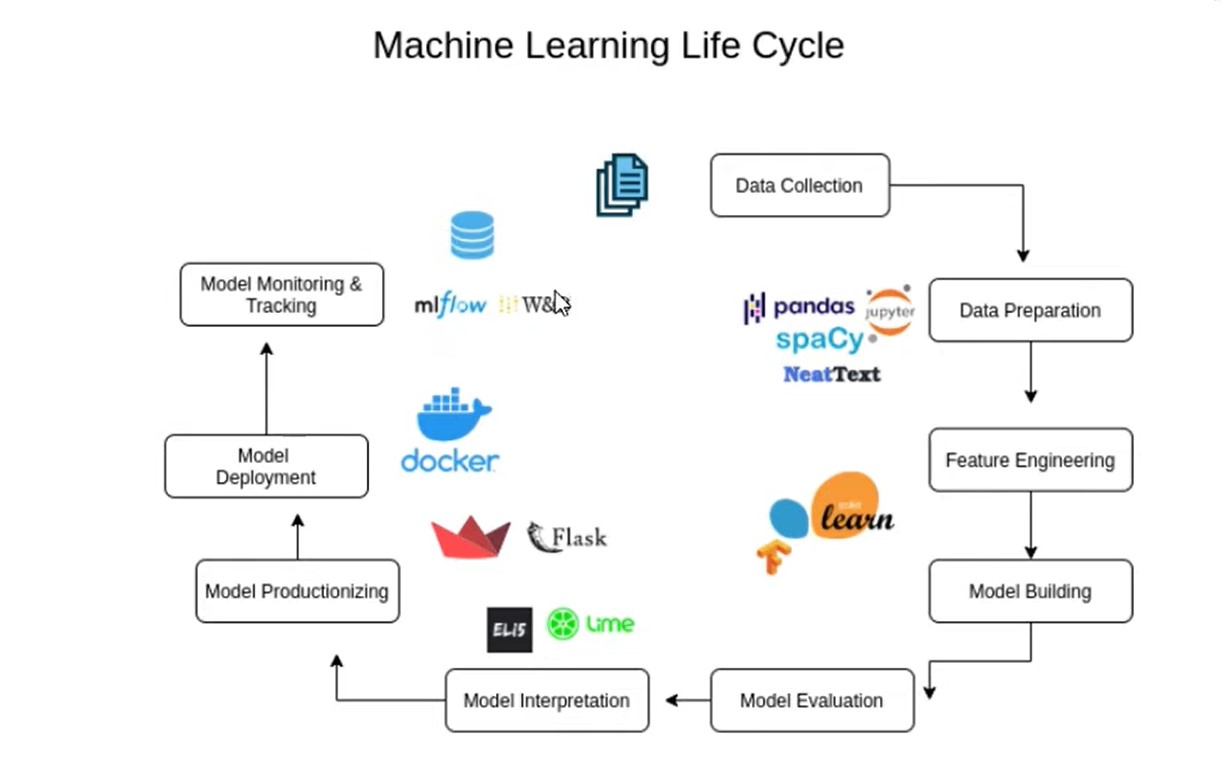 Machine Learning Life Cycle
Data Collection
Model Monitoring &
Tracking
mlflow
pandas
jupyter
Data Preparation
spaCy
NeatText
docker
Model
Deployment
Feature Engineering
learn
Flask
Model Productionizing
Model Building
ELI5
Lime
Model Interpretation
Model Evaluation